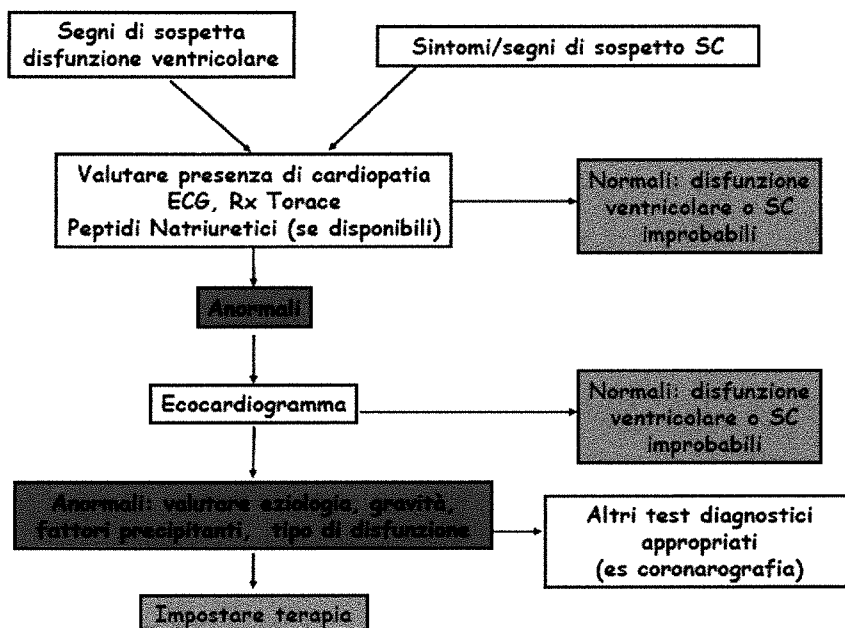 Segni di sospetta
disfunzione ventricolare
Sintomi/segni di sospetto SC
Valutare presenza di cardiopatia
ECG, Rx Torace
Peptidi Natriuretici (se disponibili)
Normali: disfunzione
ventricolare o SC
improbabili
Anormali
Ecocardiogramma
Normali: disfunzione
ventricolare o SC
improbabili
Anormali: valutare eziologia, gravità,
fattori precipitanti, tipo di disfunzione
Altri test diagnostici
appropriati
(es coronarografia)
Impostare terapia